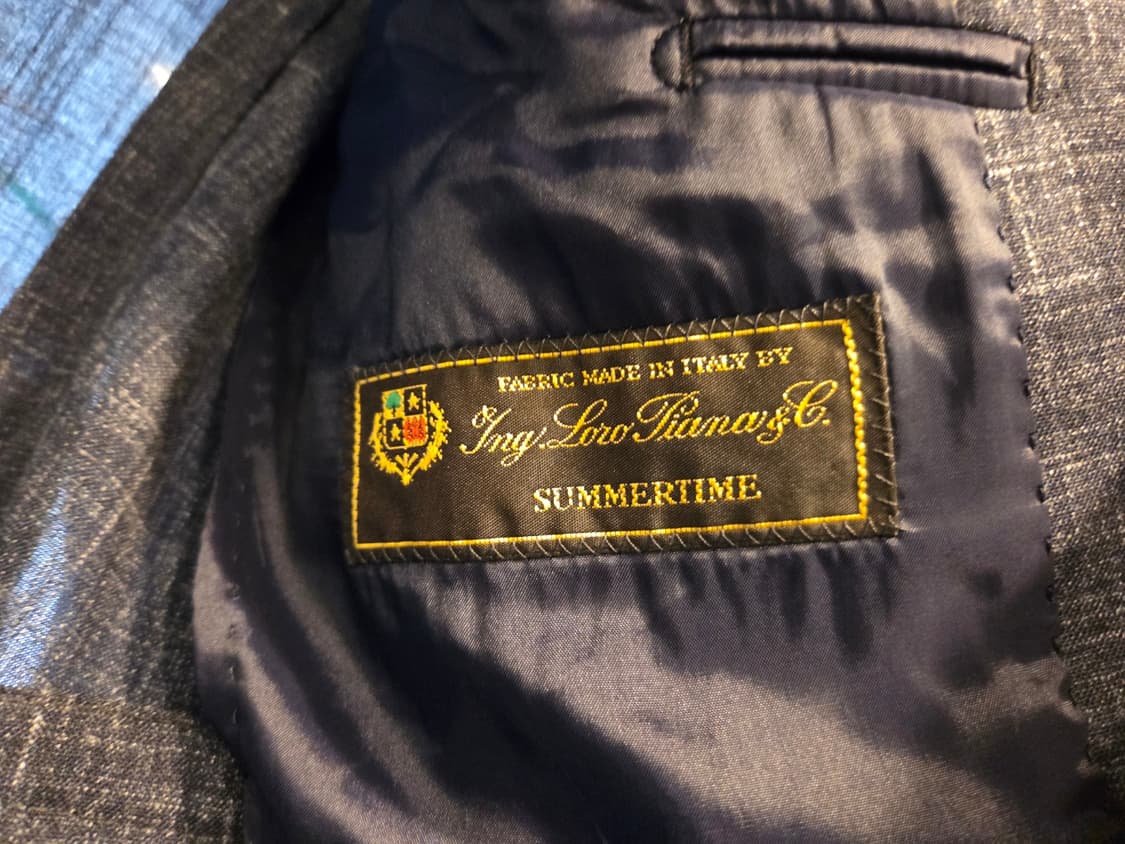 FABRIC MADE IN ITALY BY
Ing. Loro Piana & C.
SUMMERTIME